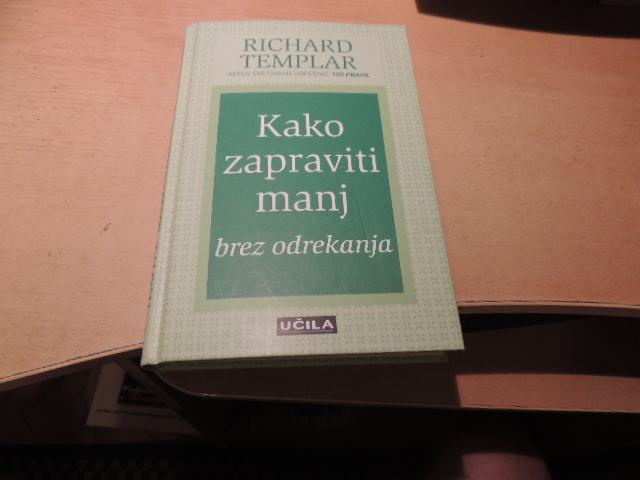 RICHARD
TEMPLAR
AVTOR SVETOVNIH USPEŠNIC 100 PRAVIL
Kako
zapraviti
manj
brez odrekanja
UČILA